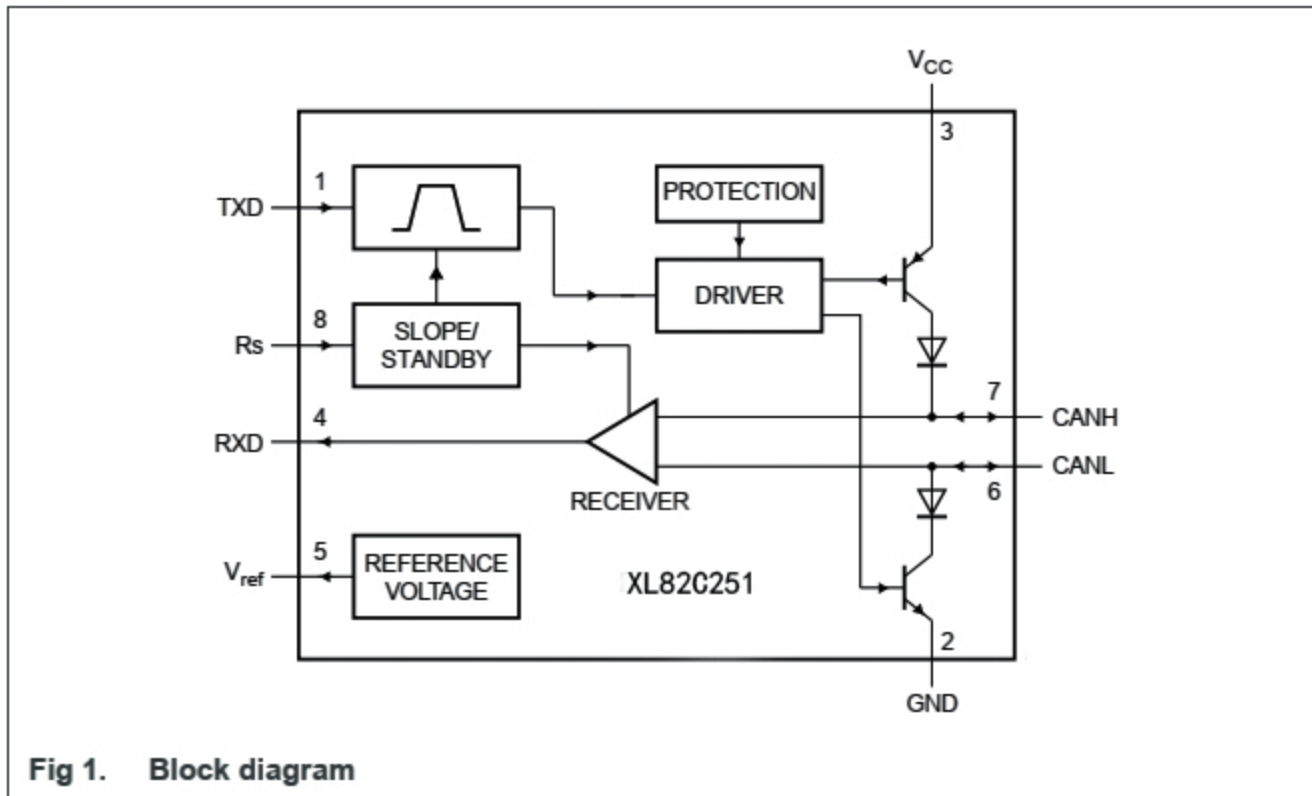 VCC
3
1
TXD
PROTECTION
DRIVER
8
Rs
SLOPE/
STANDBY
7
CANH
4
RXD
CANL
6
RECEIVER
5
Vref
REFERENCE
VOLTAGE
XL82C251
2
GND
Fig 1. Block diagram